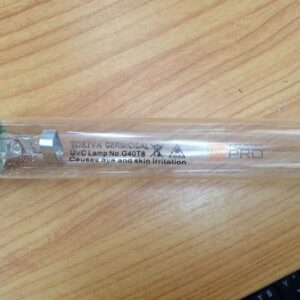 TOKIVA GERMICIDAL
UVC Lamp No.G40T8
Causes eye and skin irritation
PRO